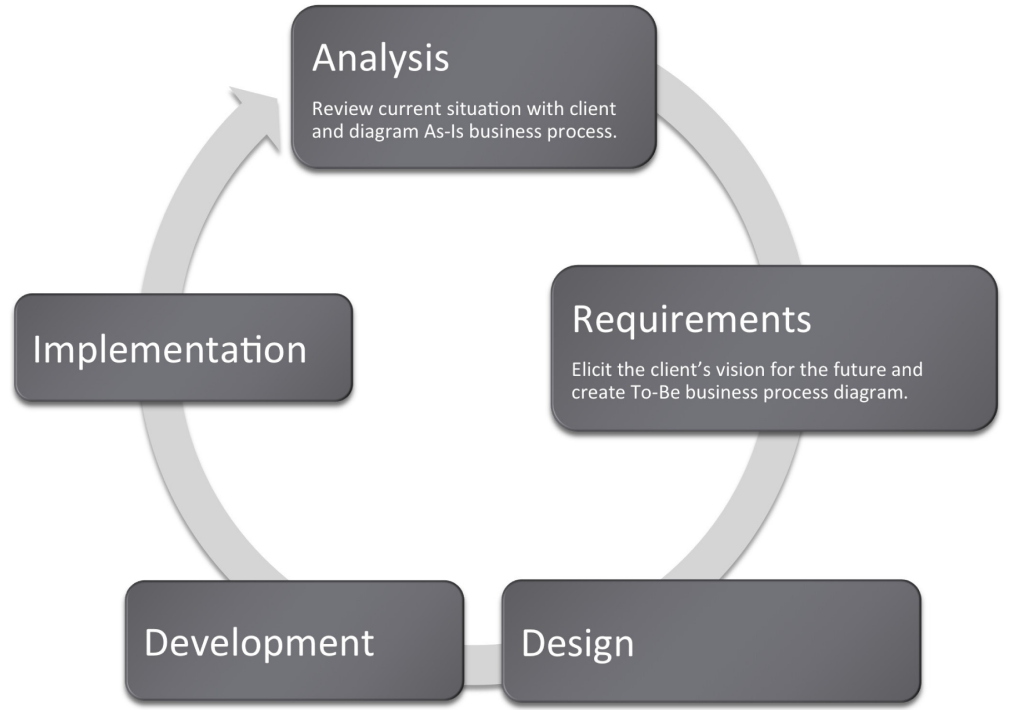 Analysis
Review current situation with client
and diagram As-Is business process.
Requirements
Elicit the client’s vision for the future and
create To-Be business process diagram.
Design
Development
Implementation